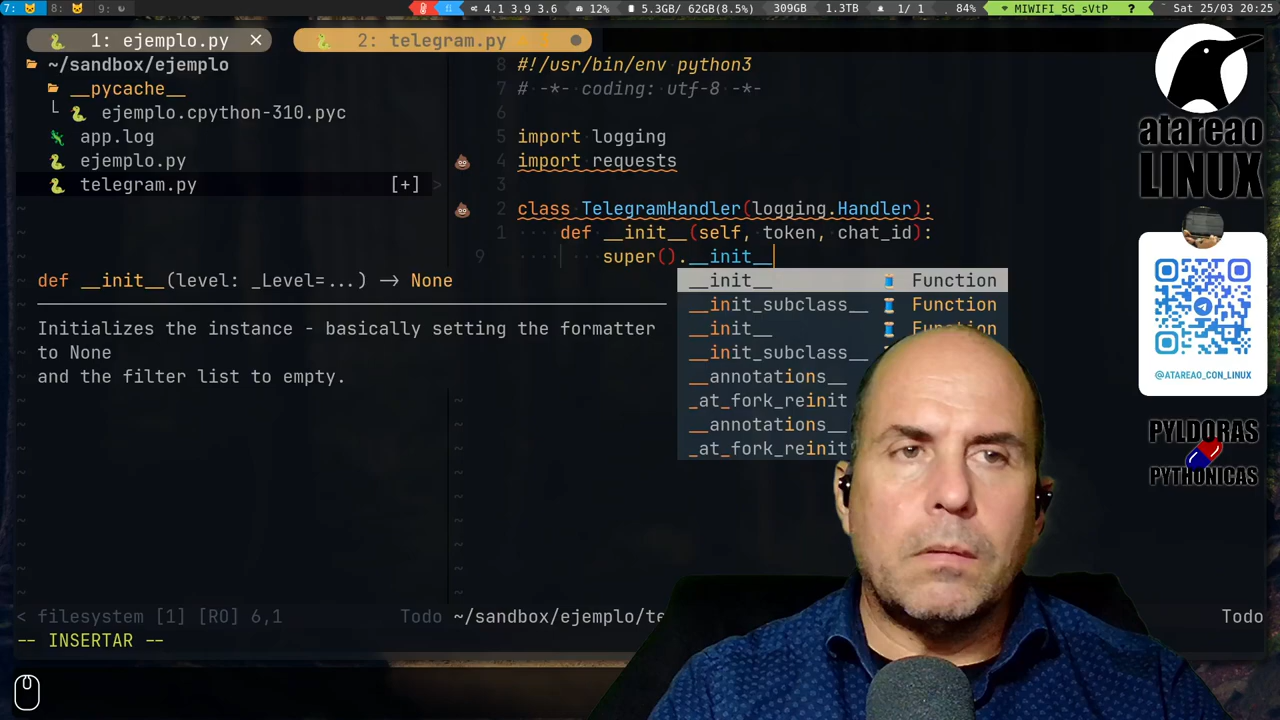 7: 8: 9: 4.1 3.9 3.6 12% 5.3GB/ 62GB(8.5%) 309GB 1.3TB 1/ 1 84% MIWIFI_5G_sVtP ? Sat 25/03 20:25
1: ejemplo.py ×
2: telegram.py
~/sandbox/ejemplo
__pycache__
ejemplo.cpython-310.pyc
app.log
ejemplo.py
telegram.py [+] >
8 #!/usr/bin/env python3
7 # -*- coding: utf-8 -*-
6
5 import logging
4 import requests
3
2 class TelegramHandler(logging.Handler):
1 def __init__(self, token, chat_id):
9 super().__init__
def __init__(level: _Level=...) -> None
Initializes the instance - basically setting the formatter
to None
and the filter list to empty.
__init__ Function
__init_subclass__ Function
__init__ Function
__init_subclass__
__annotations__
_at_fork_reinit
__annotations__
_at_fork_reinit
< filesystem [1] [RO] 6,1 Todo ~/sandbox/ejemplo/te Todo
-- INSERTAR --
atareao
LINUX
@ATAREAO_CON_LINUX
PYLDORAS
PYTHONICAS